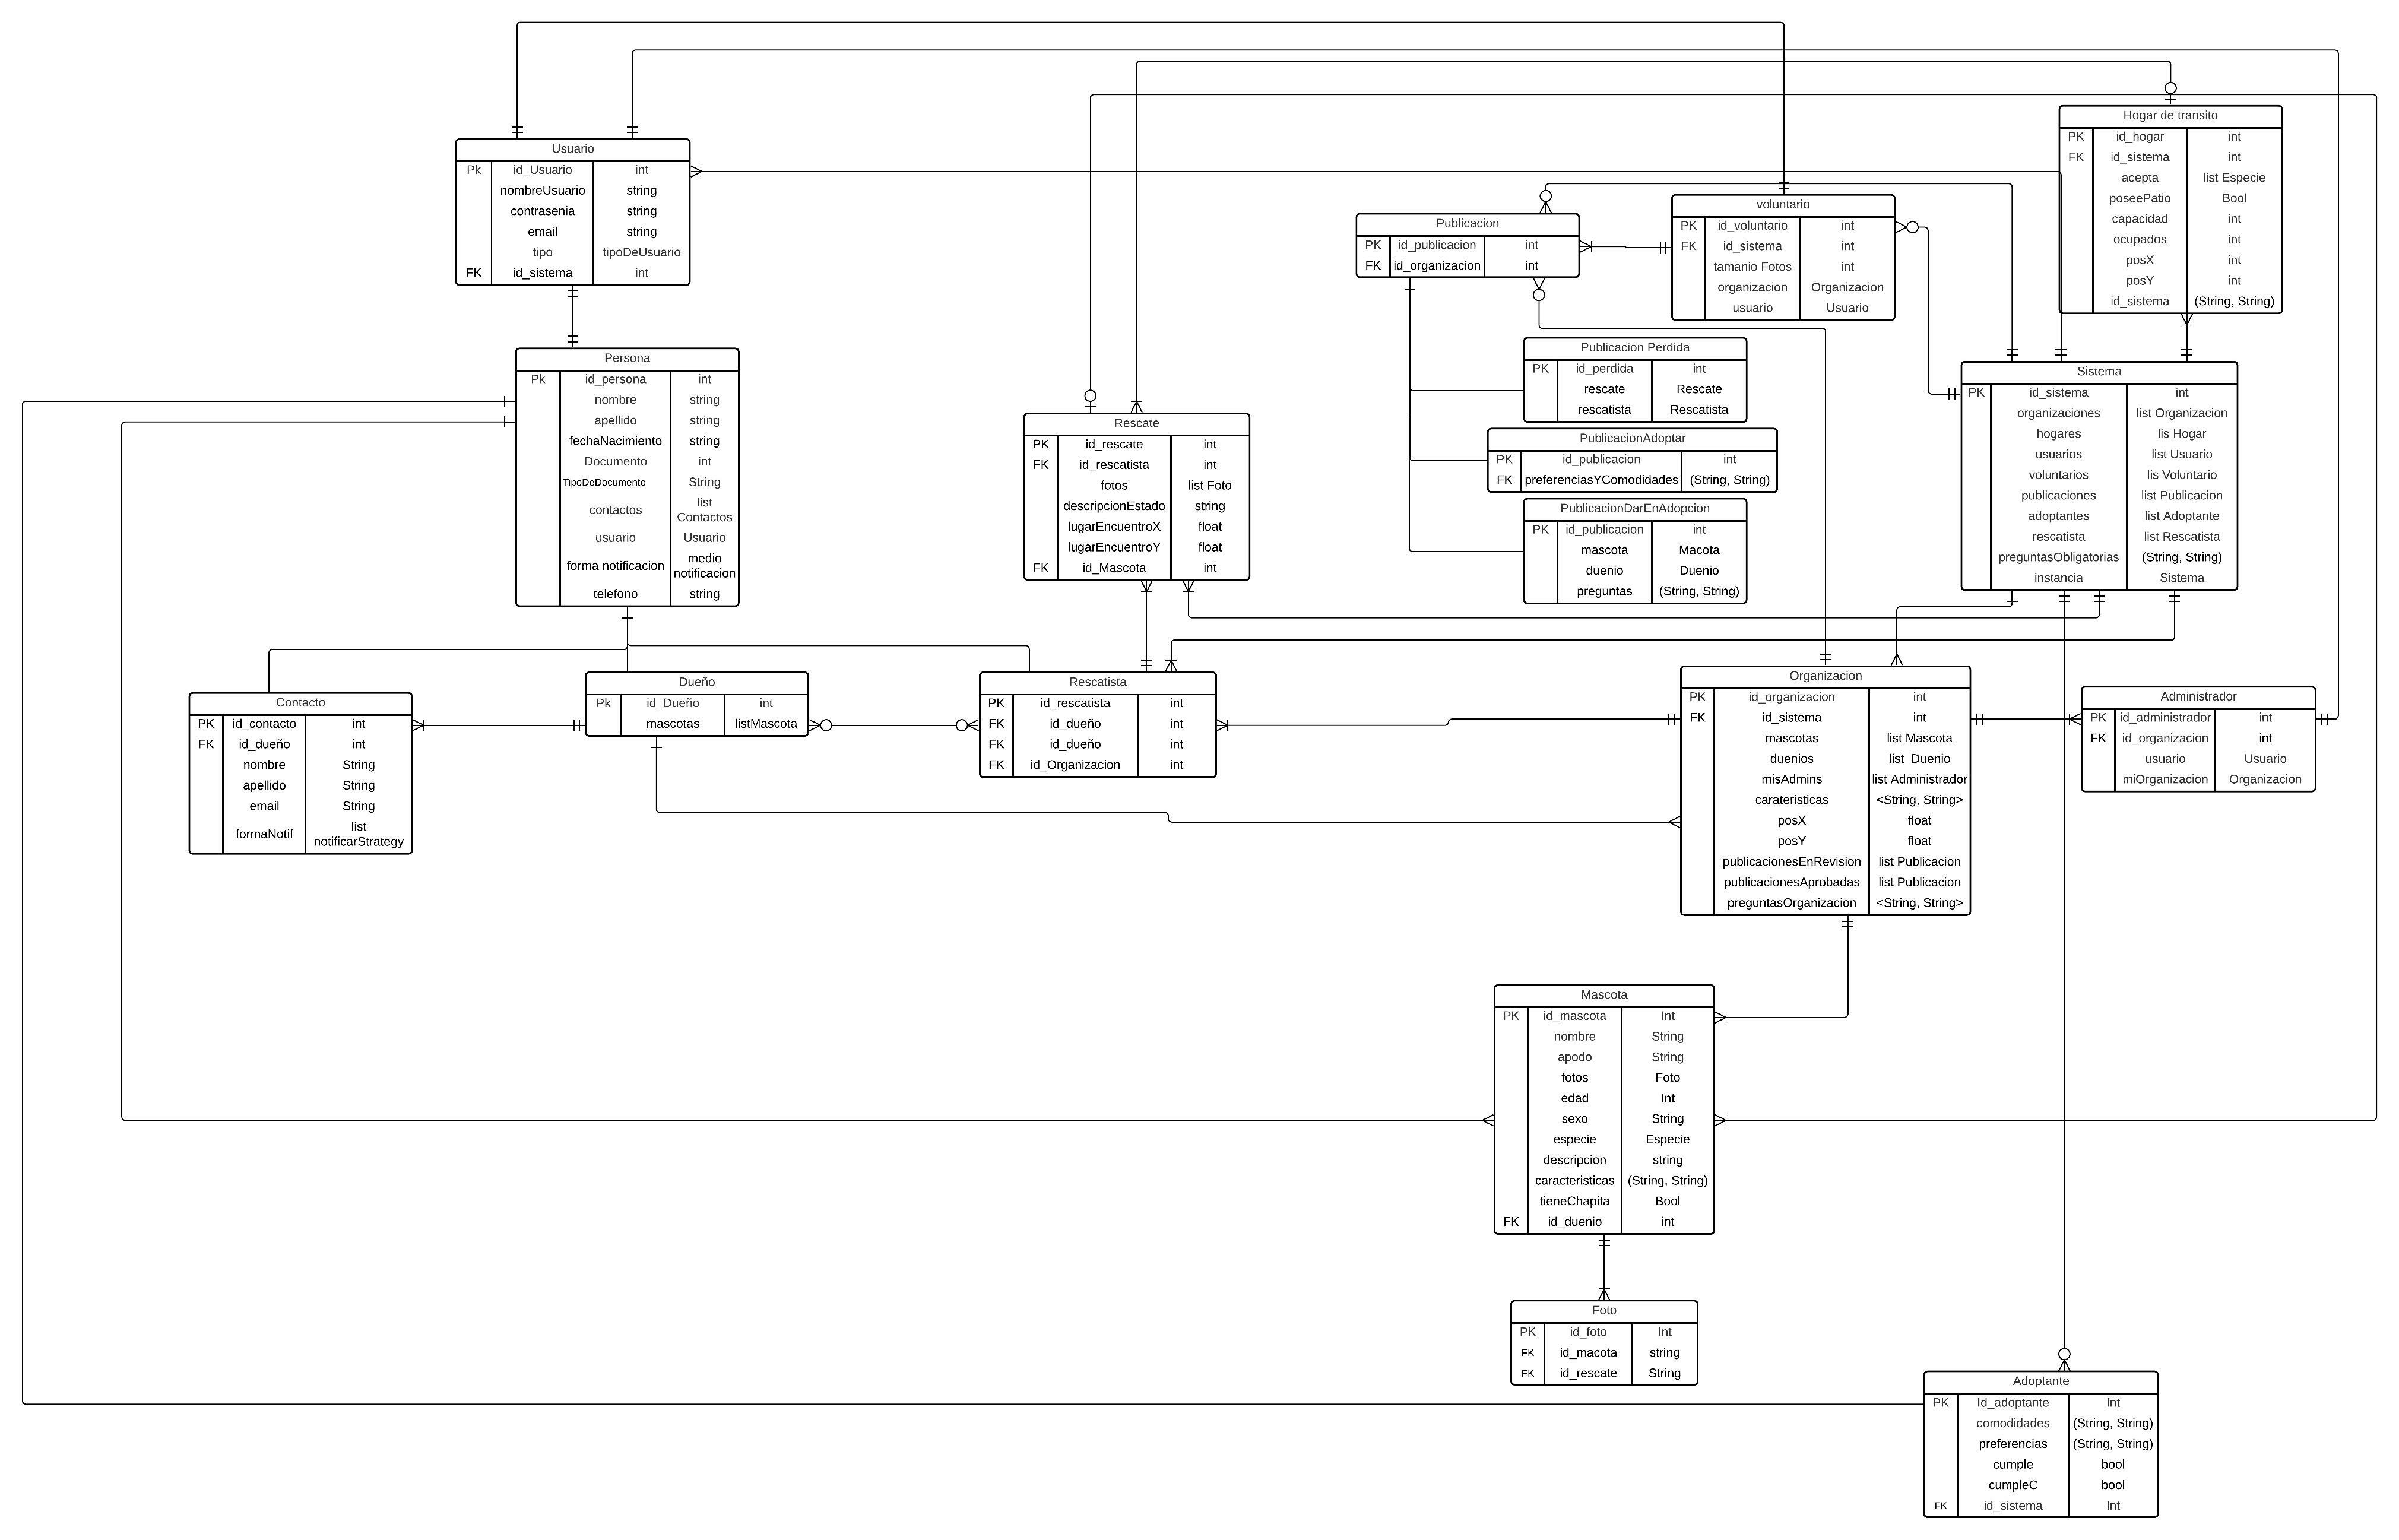 Usuario
Pk id_Usuario int
nombreUsuario string
contrasenia string
email string
tipo tipoDeUsuario
FK id_sistema int
Hogar de transito
PK id_hogar int
FK id_sistema int
acepta list Especie
poseePatio Bool
capacidad int
ocupados int
posX int
posY int
id_sistema (String, String)
voluntario
PK id_voluntario int
FK id_sistema int
tamanio Fotos int
organizacion Organizacion
usuario Usuario
Publicacion
PK id_publicacion int
FK id_organizacion int
Persona
Pk id_persona int
nombre string
apellido string
fechaNacimiento string
Documento int
TipoDeDocumento String
contactos list
Contactos
usuario Usuario
forma notificacion medio
notificacion
telefono string
Rescate
PK id_rescate int
FK id_rescatista int
fotos list Foto
descripcionEstado string
lugarEncuentroX float
lugarEncuentroY float
FK id_Mascota int
Publicacion Perdida
PK id_perdida int
rescate Rescate
rescatista Rescatista
PublicacionAdoptar
PK id_publicacion int
FK preferenciasYComodidades (String, String)
PublicacionDarEnAdopcion
PK id_publicacion int
mascota Macota
duenio Duenio
preguntas (String, String)
Sistema
PK id_sistema int
organizaciones list Organizacion
hogares lis Hogar
usuarios list Usuario
voluntarios lis Voluntario
publicaciones list Publicacion
adoptantes list Adoptante
rescatista list Rescatista
preguntasObligatorias (String, String)
instancia Sistema
Contacto
PK id_contacto int
FK id_dueño int
nombre String
apellido String
email String
formaNotif list
notificarStrategy
Dueño
Pk id_Dueño int
mascotas listMascota
Rescatista
PK id_rescatista int
FK id_dueño int
FK id_dueño int
FK id_Organizacion int
Organizacion
PK id_organizacion int
FK id_sistema int
mascotas list Mascota
duenios list Duenio
misAdmins list Administrador
carateristicas <String, String>
posX float
posY float
publicacionesEnRevision list Publicacion
publicacionesAprobadas list Publicacion
preguntasOrganizacion <String, String>
Administrador
PK id_administrador int
FK id_organizacion int
usuario Usuario
miOrganizacion Organizacion
Mascota
PK id_mascota Int
nombre String
apodo String
fotos Foto
edad Int
sexo String
especie Especie
descripcion string
caracteristicas (String, String)
tieneChapita Bool
FK id_duenio int
Foto
PK id_foto Int
FK id_macota string
FK id_rescate String
Adoptante
PK Id_adoptante Int
comodidades (String, String)
preferencias (String, String)
cumple bool
cumpleC bool
FK id_sistema Int